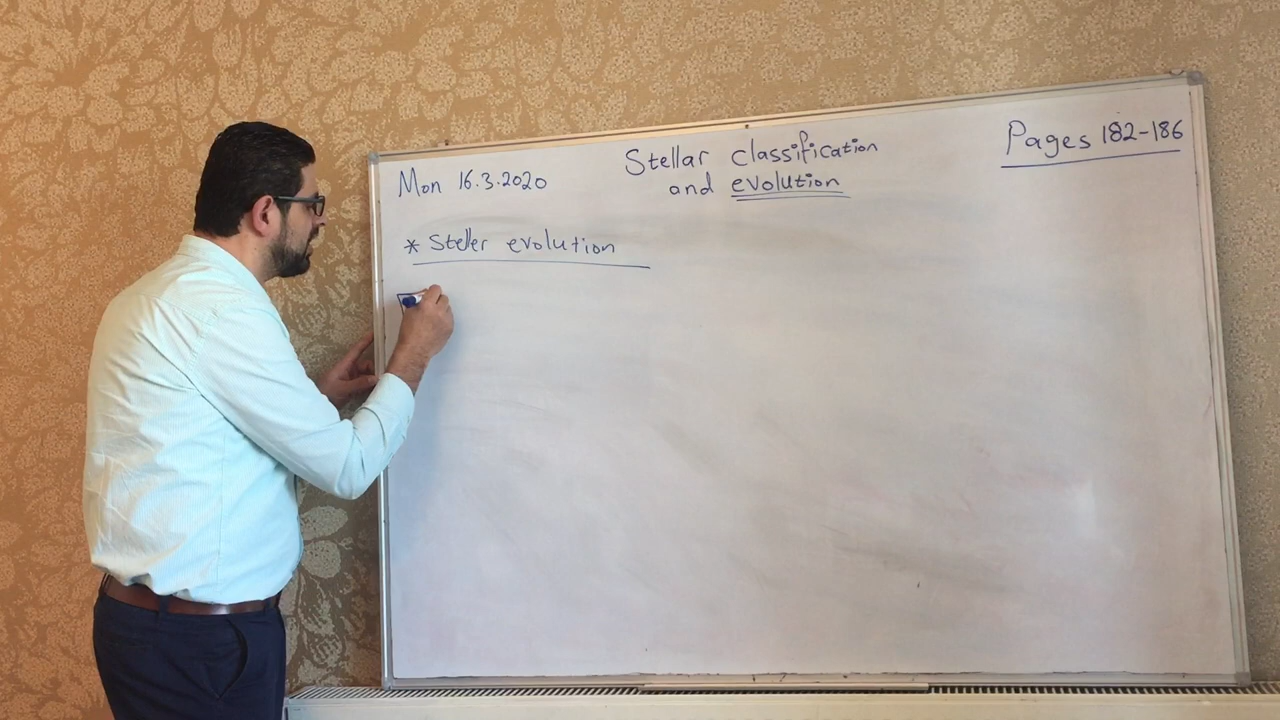 Mon 16.3.2020
Stellar classification
and evolution
Pages 182-186
* Steller evolution